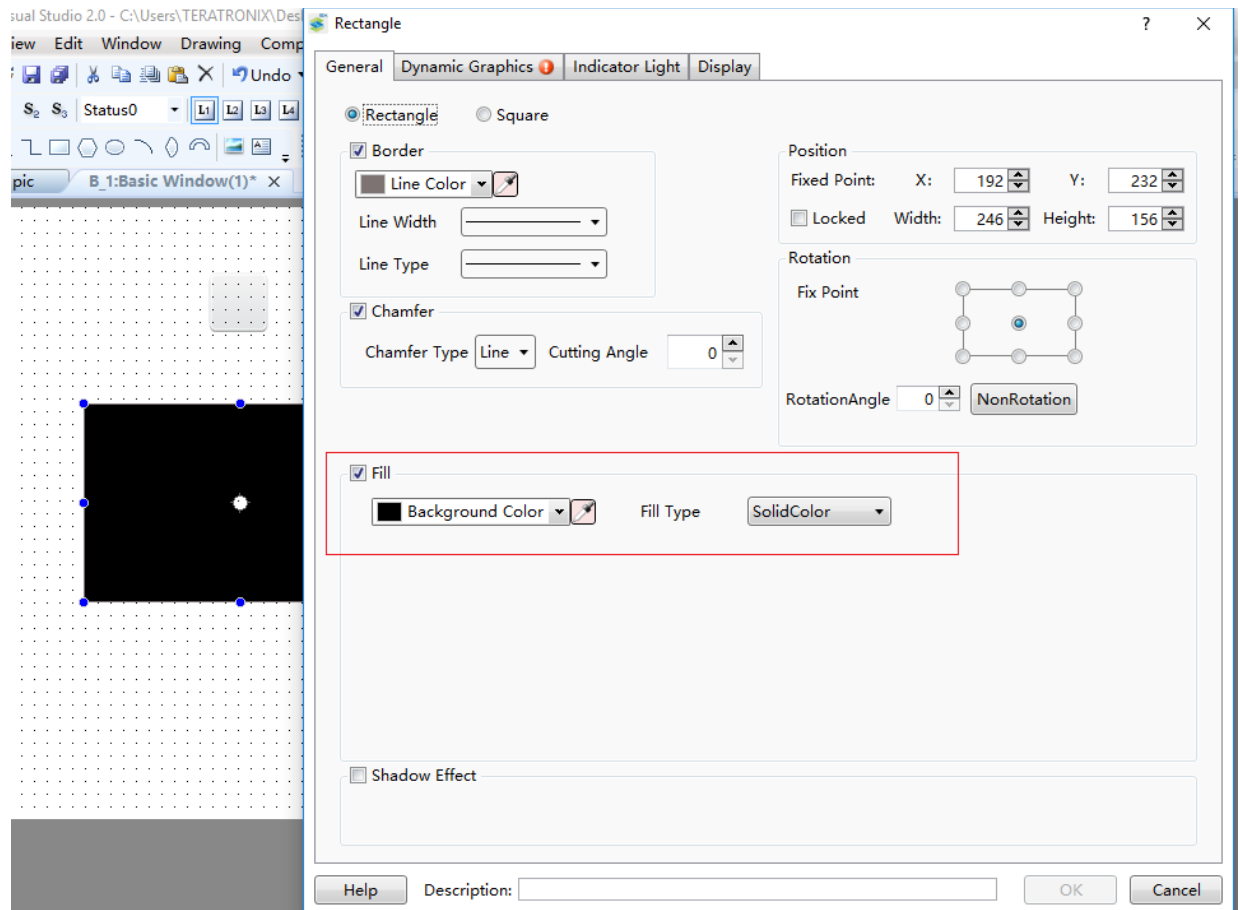 sual Studio 2.0 - C:\Users\TERATRONIX\Des
iew Edit Window Drawing Comp
Undo
S2 S3 Status0 L1 L2 L3 L4
pic B_1:Basic Window(1)*
Rectangle ?
General Dynamic Graphics Indicator Light Display
Rectangle Square
Border
Line Color
Line Width
Line Type
Chamfer
Chamfer Type Line Cutting Angle 0
Position
Fixed Point: X: 192 Y: 232
Locked Width: 246 Height: 156
Rotation
Fix Point
RotationAngle 0 NonRotation
Fill
Background Color Fill Type SolidColor
Shadow Effect
Help Description: OK Cancel